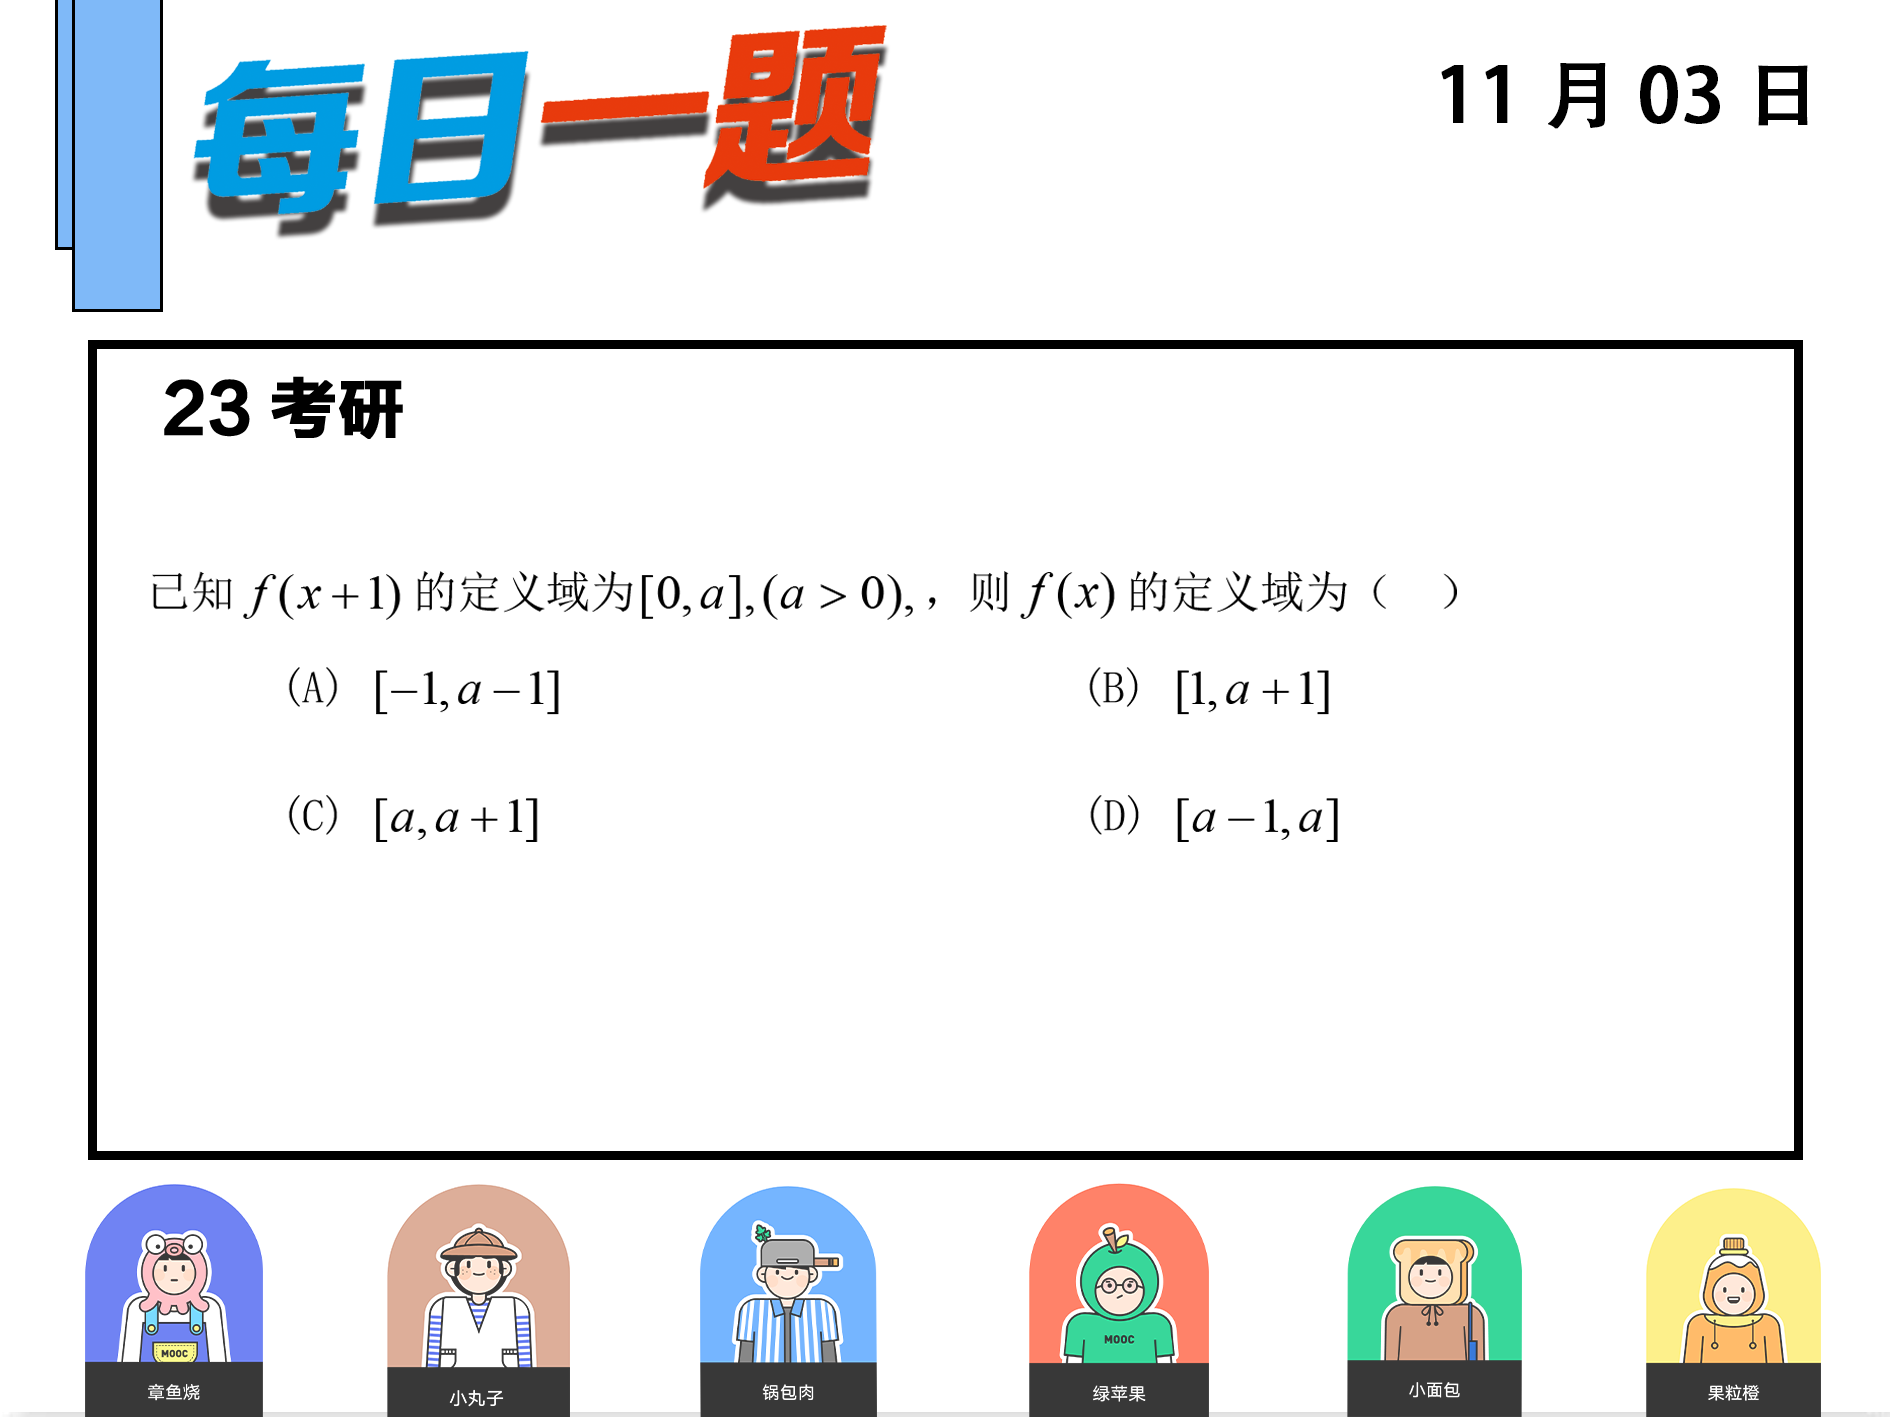 每日一题
11 月 03 日
23 考研
已知 f(x+1) 的定义域为[0,a],(a>0),，则 f(x) 的定义域为（ ）
(A) [−1,a−1] (B) [1,a+1]
(C) [a,a+1] (D) [a−1,a]
MOOC
MOOC
章鱼烧 小丸子 锅包肉 绿苹果 小面包 果粒橙